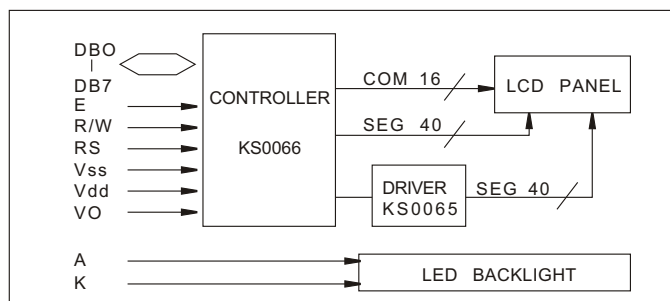 DBO
DB7
E
R/W
RS
Vss
Vdd
VO
CONTROLLER
KS0066
COM 16
SEG 40
LCD PANEL
DRIVER
KS0065
SEG 40
A
K
LED BACKLIGHT